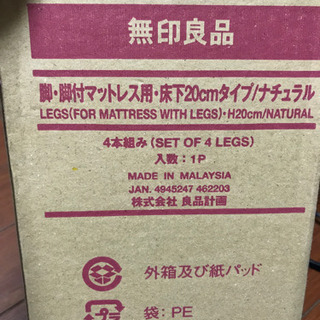 無印良品
脚・脚付マットレス用・床下20cmタイプ/ナチュラル
LEGS(FOR MATTRESS WITH LEGS)・H20cm/NATURAL
4本組み (SET OF 4 LEGS)
入数：1P
MADE IN MALAYSIA
JAN. 4945247 462203
株式会社 良品計画
外箱及び紙パッド
プラ
袋：PE